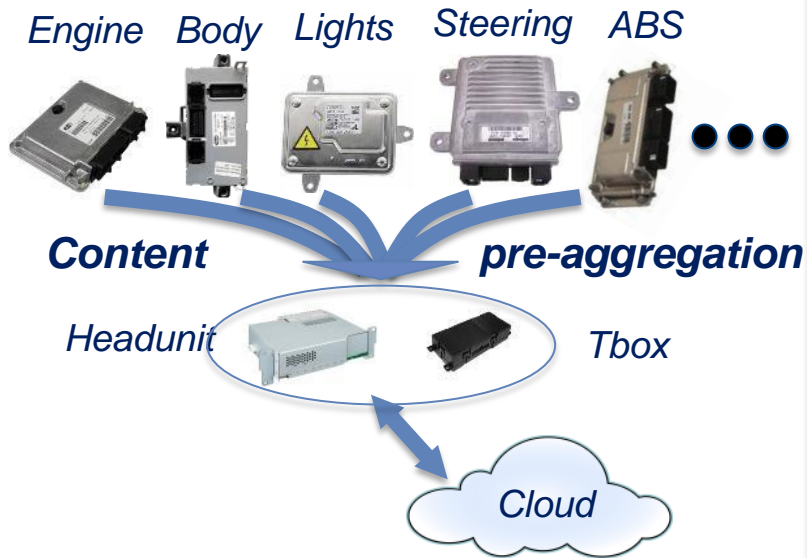 Engine Body Lights Steering ABS
Content pre-aggregation
Headunit Tbox
Cloud